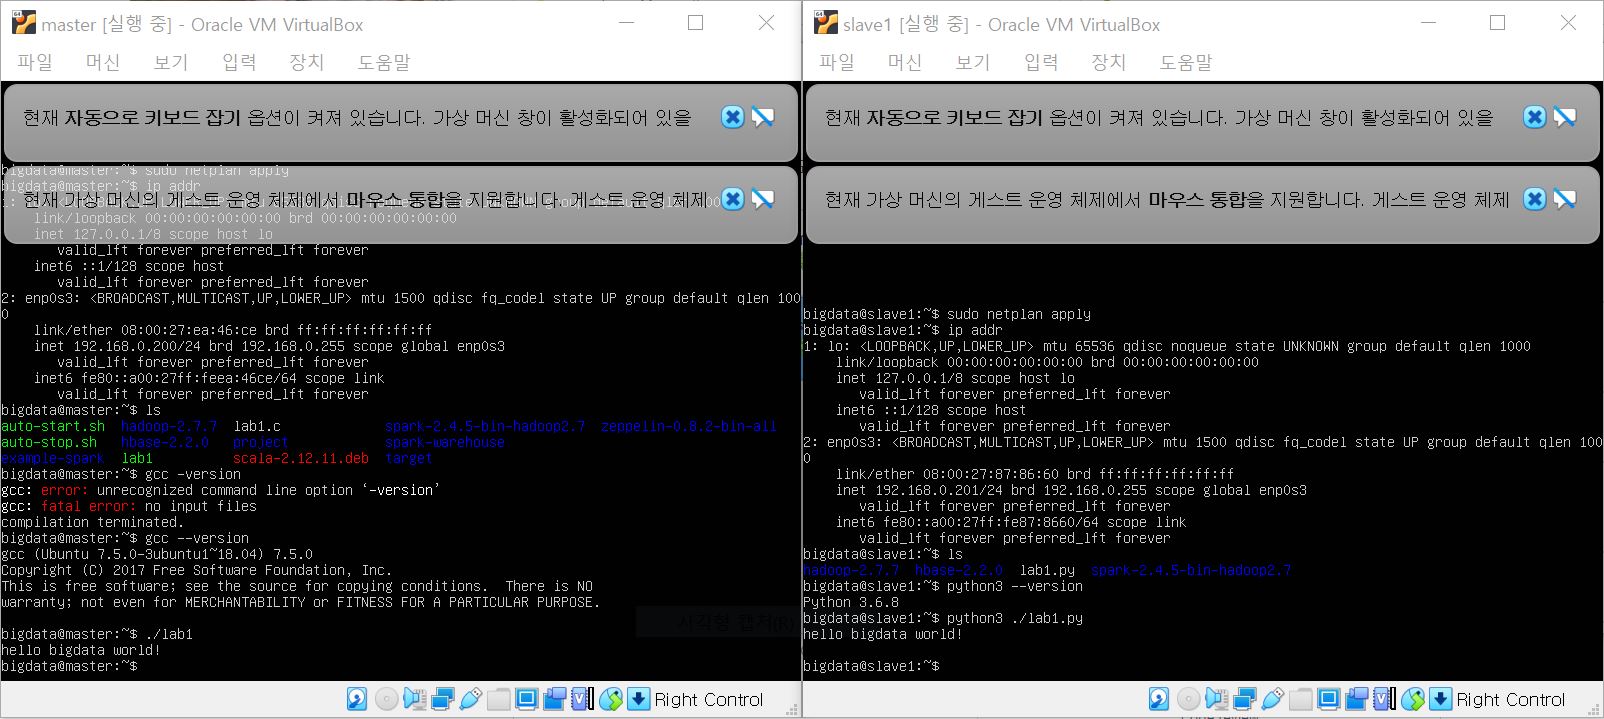 master [실행 중] - Oracle VM VirtualBox
파일 머신 보기 입력 장치 도움말
현재 자동으로 키보드 잡기 옵션이 켜져 있습니다. 가상 머신 창이 활성화되어 있을
bigdata@master:~$ sudo netplan apply
bigdata@master:~$ ip addr
현재 가상 머신의 게스트 운영 체제에서 마우스 통합을 지원합니다. 게스트 운영 체제
link/loopback 00:00:00:00:00:00 brd 00:00:00:00:00:00
inet 127.0.0.1/8 scope host lo
valid_lft forever preferred_lft forever
inet6 ::1/128 scope host
valid_lft forever preferred_lft forever
2: enp0s3: <BROADCAST,MULTICAST,UP,LOWER_UP> mtu 1500 qdisc fq_codel state UP group default qlen 100
0
link/ether 08:00:27:ea:46:ce brd ff:ff:ff:ff:ff:ff
inet 192.168.0.200/24 brd 192.168.0.255 scope global enp0s3
valid_lft forever preferred_lft forever
inet6 fe80::a00:27ff:feea:46ce/64 scope link
valid_lft forever preferred_lft forever
bigdata@master:~$ ls
auto-start.sh hadoop-2.7.7 lab1.c spark-2.4.5-bin-hadoop2.7 zeppelin-0.8.2-bin-all
auto-stop.sh hbase-2.2.0 project spark-warehouse
example-spark lab1 scala-2.12.11.deb target
bigdata@master:~$ gcc -version
gcc: error: unrecognized command line option ‘-version’
gcc: fatal error: no input files
compilation terminated.
bigdata@master:~$ gcc --version
gcc (Ubuntu 7.5.0-3ubuntu1~18.04) 7.5.0
Copyright (C) 2017 Free Software Foundation, Inc.
This is free software; see the source for copying conditions. There is NO
warranty; not even for MERCHANTABILITY or FITNESS FOR A PARTICULAR PURPOSE.
사각형 캡처(R)
bigdata@master:~$ ./lab1
hello bigdata world!
bigdata@master:~$
Right Control
slave1 [실행 중] - Oracle VM VirtualBox
파일 머신 보기 입력 장치 도움말
현재 자동으로 키보드 잡기 옵션이 켜져 있습니다. 가상 머신 창이 활성화되어 있을
현재 가상 머신의 게스트 운영 체제에서 마우스 통합을 지원합니다. 게스트 운영 체제
bigdata@slave1:~$ sudo netplan apply
bigdata@slave1:~$ ip addr
1: lo: <LOOPBACK,UP,LOWER_UP> mtu 65536 qdisc noqueue state UNKNOWN group default qlen 1000
link/loopback 00:00:00:00:00:00 brd 00:00:00:00:00:00
inet 127.0.0.1/8 scope host lo
valid_lft forever preferred_lft forever
inet6 ::1/128 scope host
valid_lft forever preferred_lft forever
2: enp0s3: <BROADCAST,MULTICAST,UP,LOWER_UP> mtu 1500 qdisc fq_codel state UP group default qlen 100
0
link/ether 08:00:27:87:86:60 brd ff:ff:ff:ff:ff:ff
inet 192.168.0.201/24 brd 192.168.0.255 scope global enp0s3
valid_lft forever preferred_lft forever
inet6 fe80::a00:27ff:fe87:8660/64 scope link
valid_lft forever preferred_lft forever
bigdata@slave1:~$ ls
hadoop-2.7.7 hbase-2.2.0 lab1.py spark-2.4.5-bin-hadoop2.7
bigdata@slave1:~$ python3 --version
Python 3.6.8
bigdata@slave1:~$ python3 ./lab1.py
hello bigdata world!
bigdata@slave1:~$
Right Control